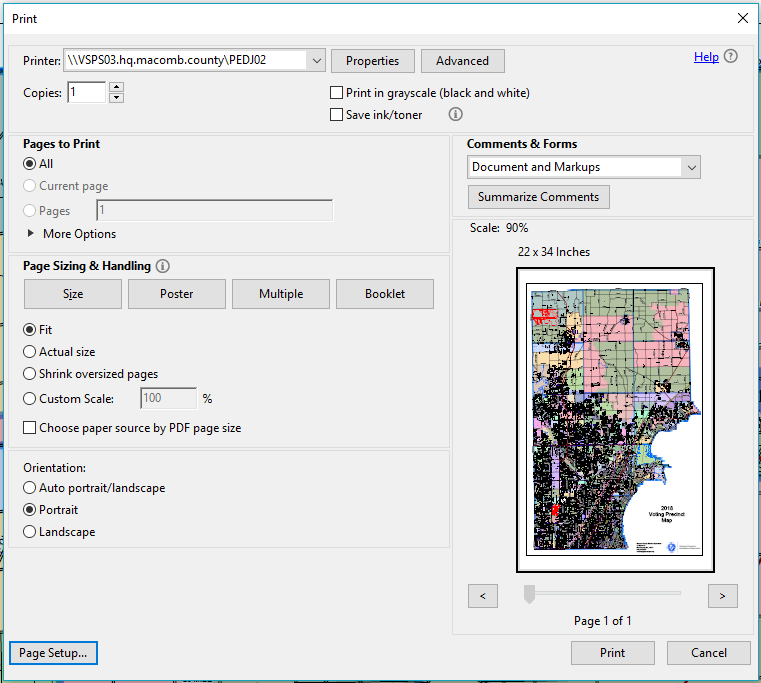 Print
Printer: \\VSPS03.hq.macomb.county\PEDJ02 Properties Advanced Help
Copies: 1 Print in grayscale (black and white)
Save ink/toner
Pages to Print
All
Current page
Pages 1
More Options
Page Sizing & Handling
Size Poster Multiple Booklet
Fit
Actual size
Shrink oversized pages
Custom Scale: 100 %
Choose paper source by PDF page size
Orientation:
Auto portrait/landscape
Portrait
Landscape
Comments & Forms
Document and Markups
Summarize Comments
Scale: 90%
22 x 34 Inches
2018
Voting Precinct
Map
< >
Page 1 of 1
Page Setup... Print Cancel